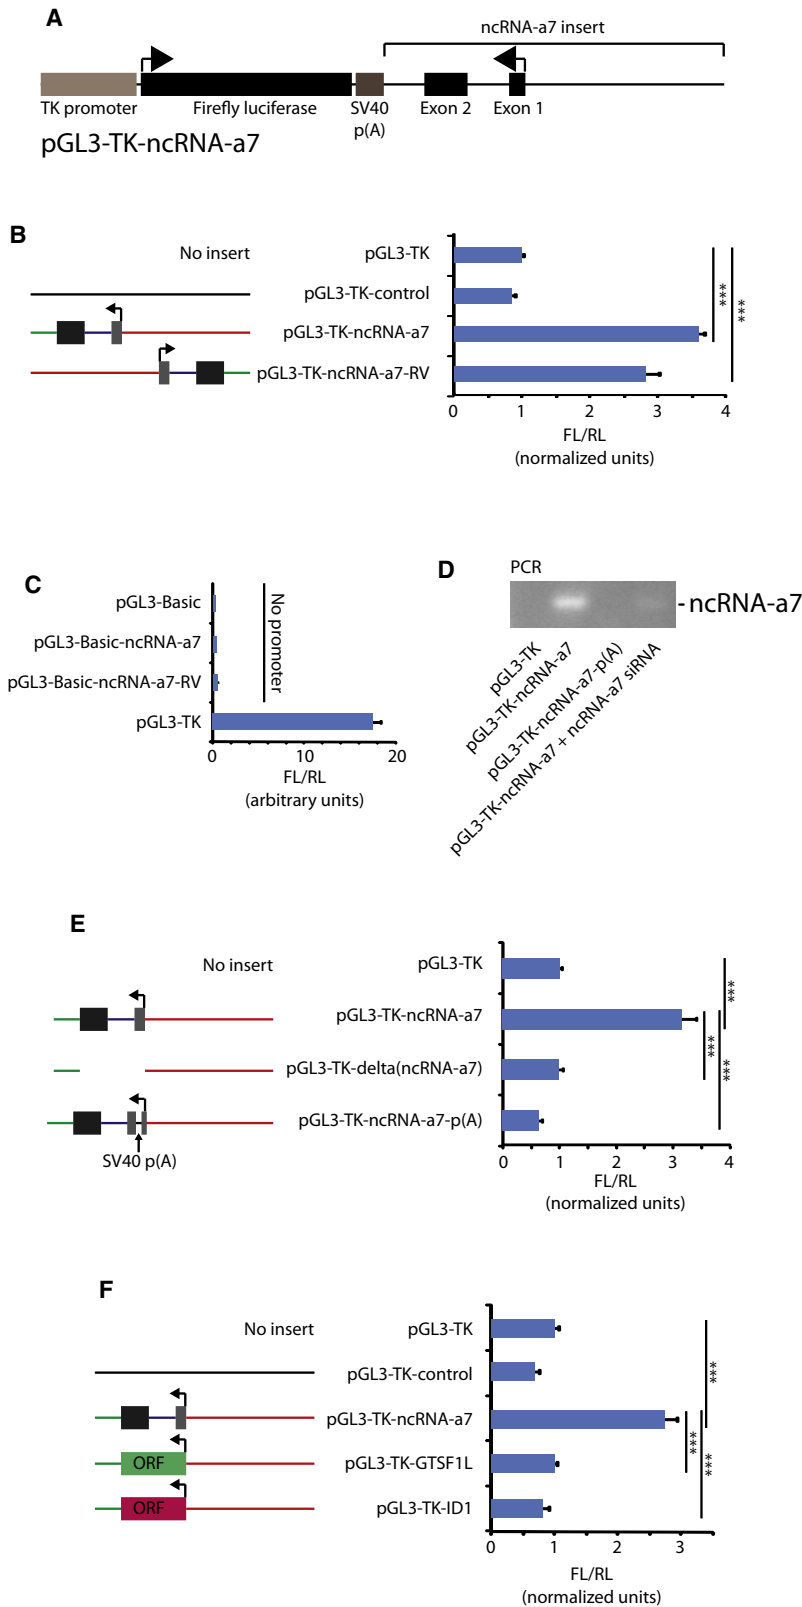 A
ncRNA-a7 insert
TK promoter
Firefly luciferase
SV40
p(A)
Exon 2
Exon 1
pGL3-TK-ncRNA-a7
B
No insert
pGL3-TK
pGL3-TK-control
pGL3-TK-ncRNA-a7
pGL3-TK-ncRNA-a7-RV
***
***
0 1 2 3 4
FL/RL
(normalized units)
C
pGL3-Basic
pGL3-Basic-ncRNA-a7
pGL3-Basic-ncRNA-a7-RV
pGL3-TK
No promoter
0 10 20
FL/RL
(arbitrary units)
D
PCR
-ncRNA-a7
pGL3-TK
pGL3-TK-ncRNA-a7
pGL3-TK-ncRNA-a7-p(A)
pGL3-TK-ncRNA-a7 + ncRNA-a7 siRNA
E
No insert
pGL3-TK
pGL3-TK-ncRNA-a7
pGL3-TK-delta(ncRNA-a7)
pGL3-TK-ncRNA-a7-p(A)
SV40 p(A)
***
***
***
0 1 2 3 4
FL/RL
(normalized units)
F
No insert
pGL3-TK
pGL3-TK-control
pGL3-TK-ncRNA-a7
ORF
pGL3-TK-GTSF1L
ORF
pGL3-TK-ID1
***
***
***
0 1 2 3
FL/RL
(normalized units)